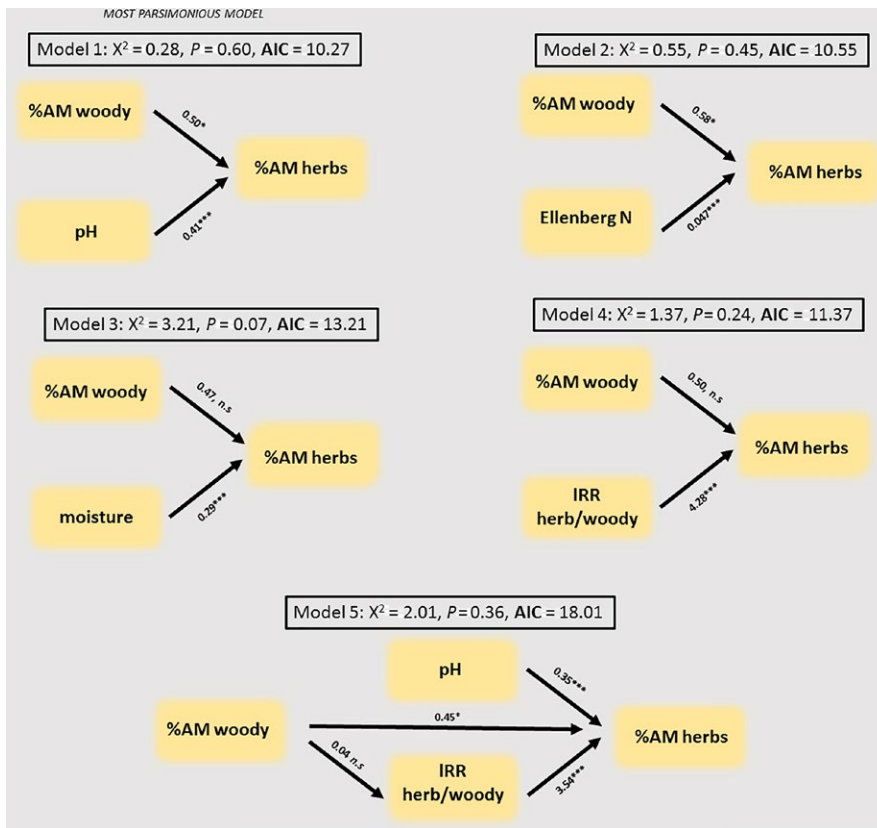 MOST PARSIMONIOUS MODEL
Model 1: X² = 0.28, P = 0.60, AIC = 10.27
%AM woody
0.50*
%AM herbs
pH
0.41***
Model 2: X² = 0.55, P = 0.45, AIC = 10.55
%AM woody
0.58*
%AM herbs
Ellenberg N
0.047***
Model 3: X² = 3.21, P = 0.07, AIC = 13.21
%AM woody
0.47, n.s
%AM herbs
moisture
0.29***
Model 4: X² = 1.37, P = 0.24, AIC = 11.37
%AM woody
0.50, n.s
%AM herbs
IRR
herb/woody
4.28***
Model 5: X² = 2.01, P = 0.36, AIC = 18.01
pH
0.35***
%AM woody
0.45*
%AM herbs
0.04 n.s
IRR
herb/woody
3.54***